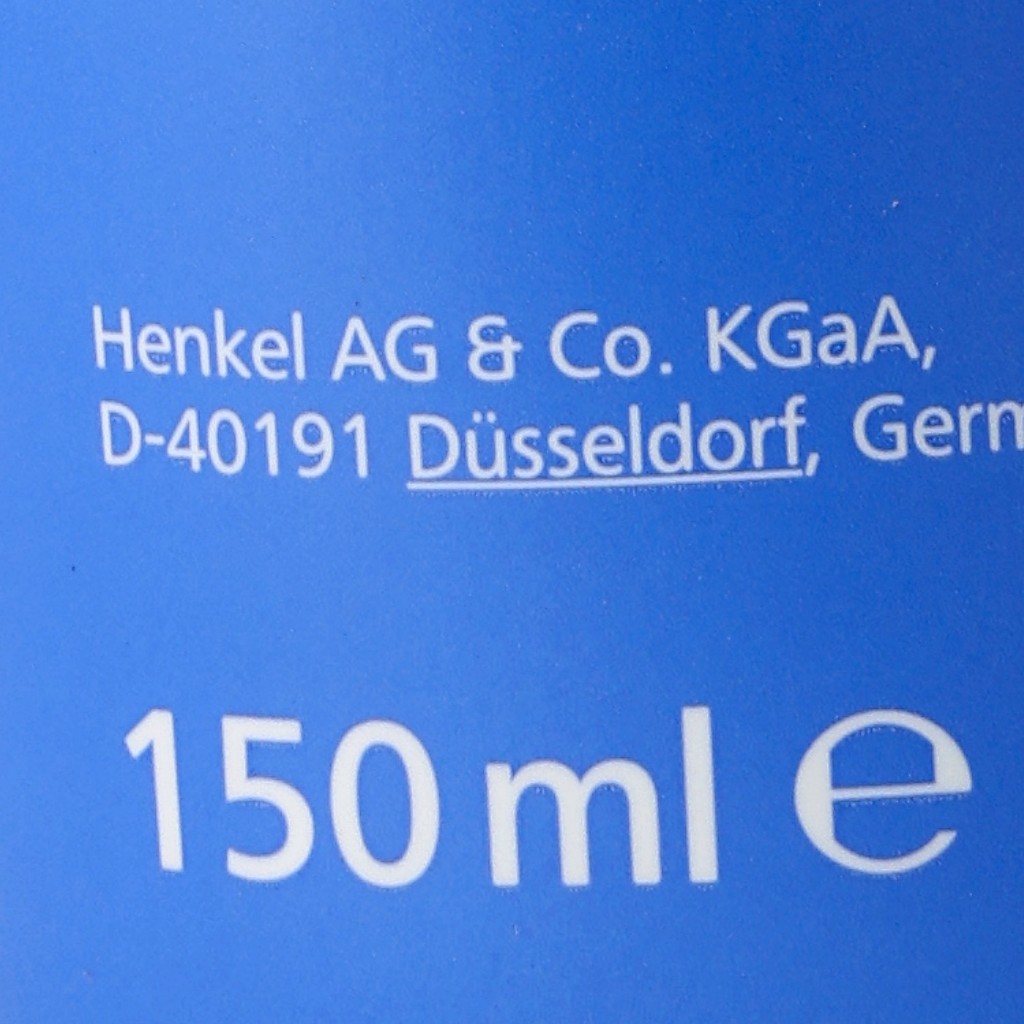 Henkel AG & Co. KGaA,
D-40191 Düsseldorf, Germ
150 ml ℮